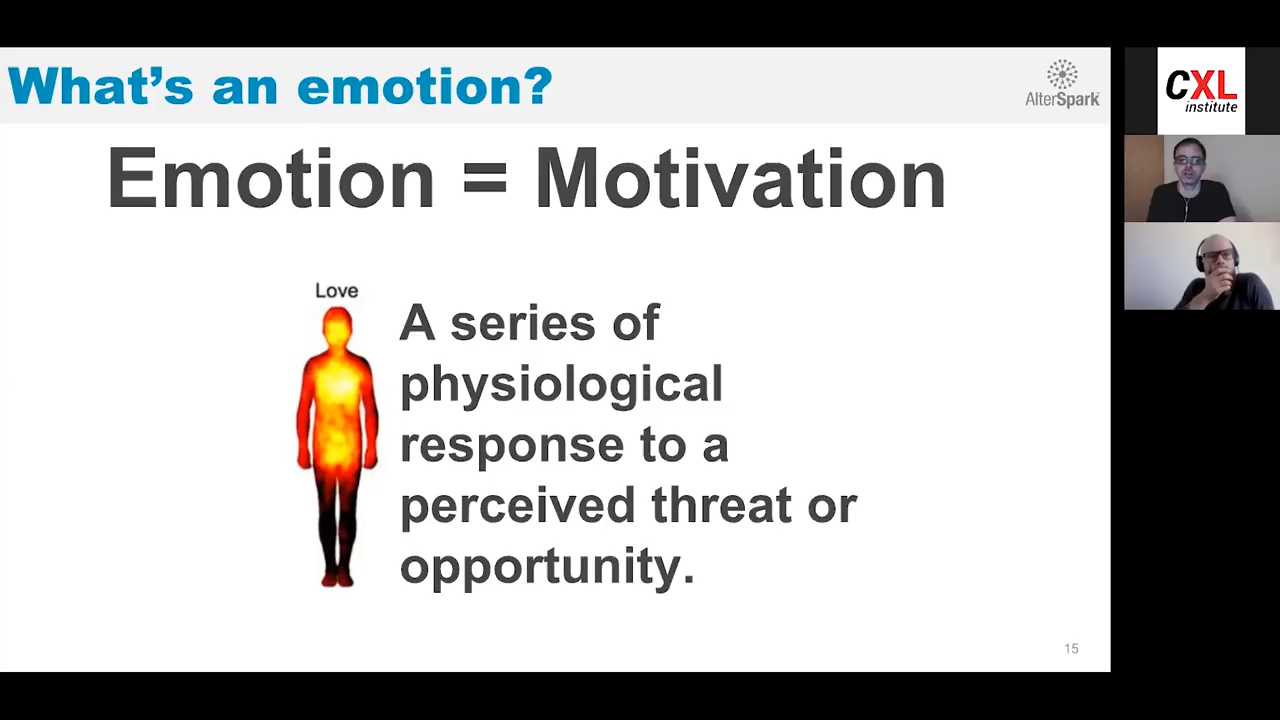 What's an emotion?
AlterSpark
Emotion = Motivation
Love
A series of
physiological
response to a
perceived threat or
opportunity.
15
CXL
institute